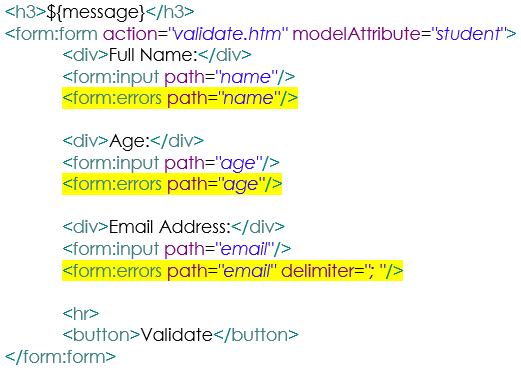 <h3>${message}</h3>
<form:form action="validate.htm" modelAttribute="student">
<div>Full Name:</div>
<form:input path="name"/>
<form:errors path="name"/>
<div>Age:</div>
<form:input path="age"/>
<form:errors path="age"/>
<div>Email Address:</div>
<form:input path="email"/>
<form:errors path="email" delimiter="; "/>
<hr>
<button>Validate</button>
</form:form>